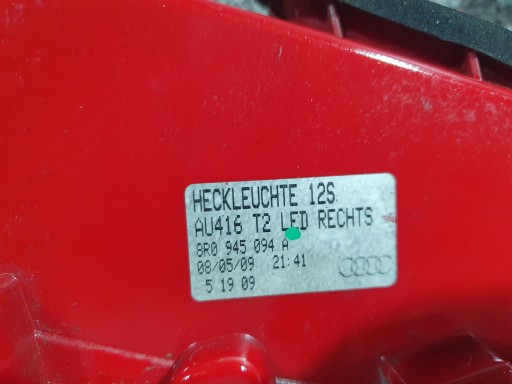 HECKLEUCHTE 12S
AU416 T2 LED RECHTS
8R0 945 094 A
08/05/09 21:41
5 19 09